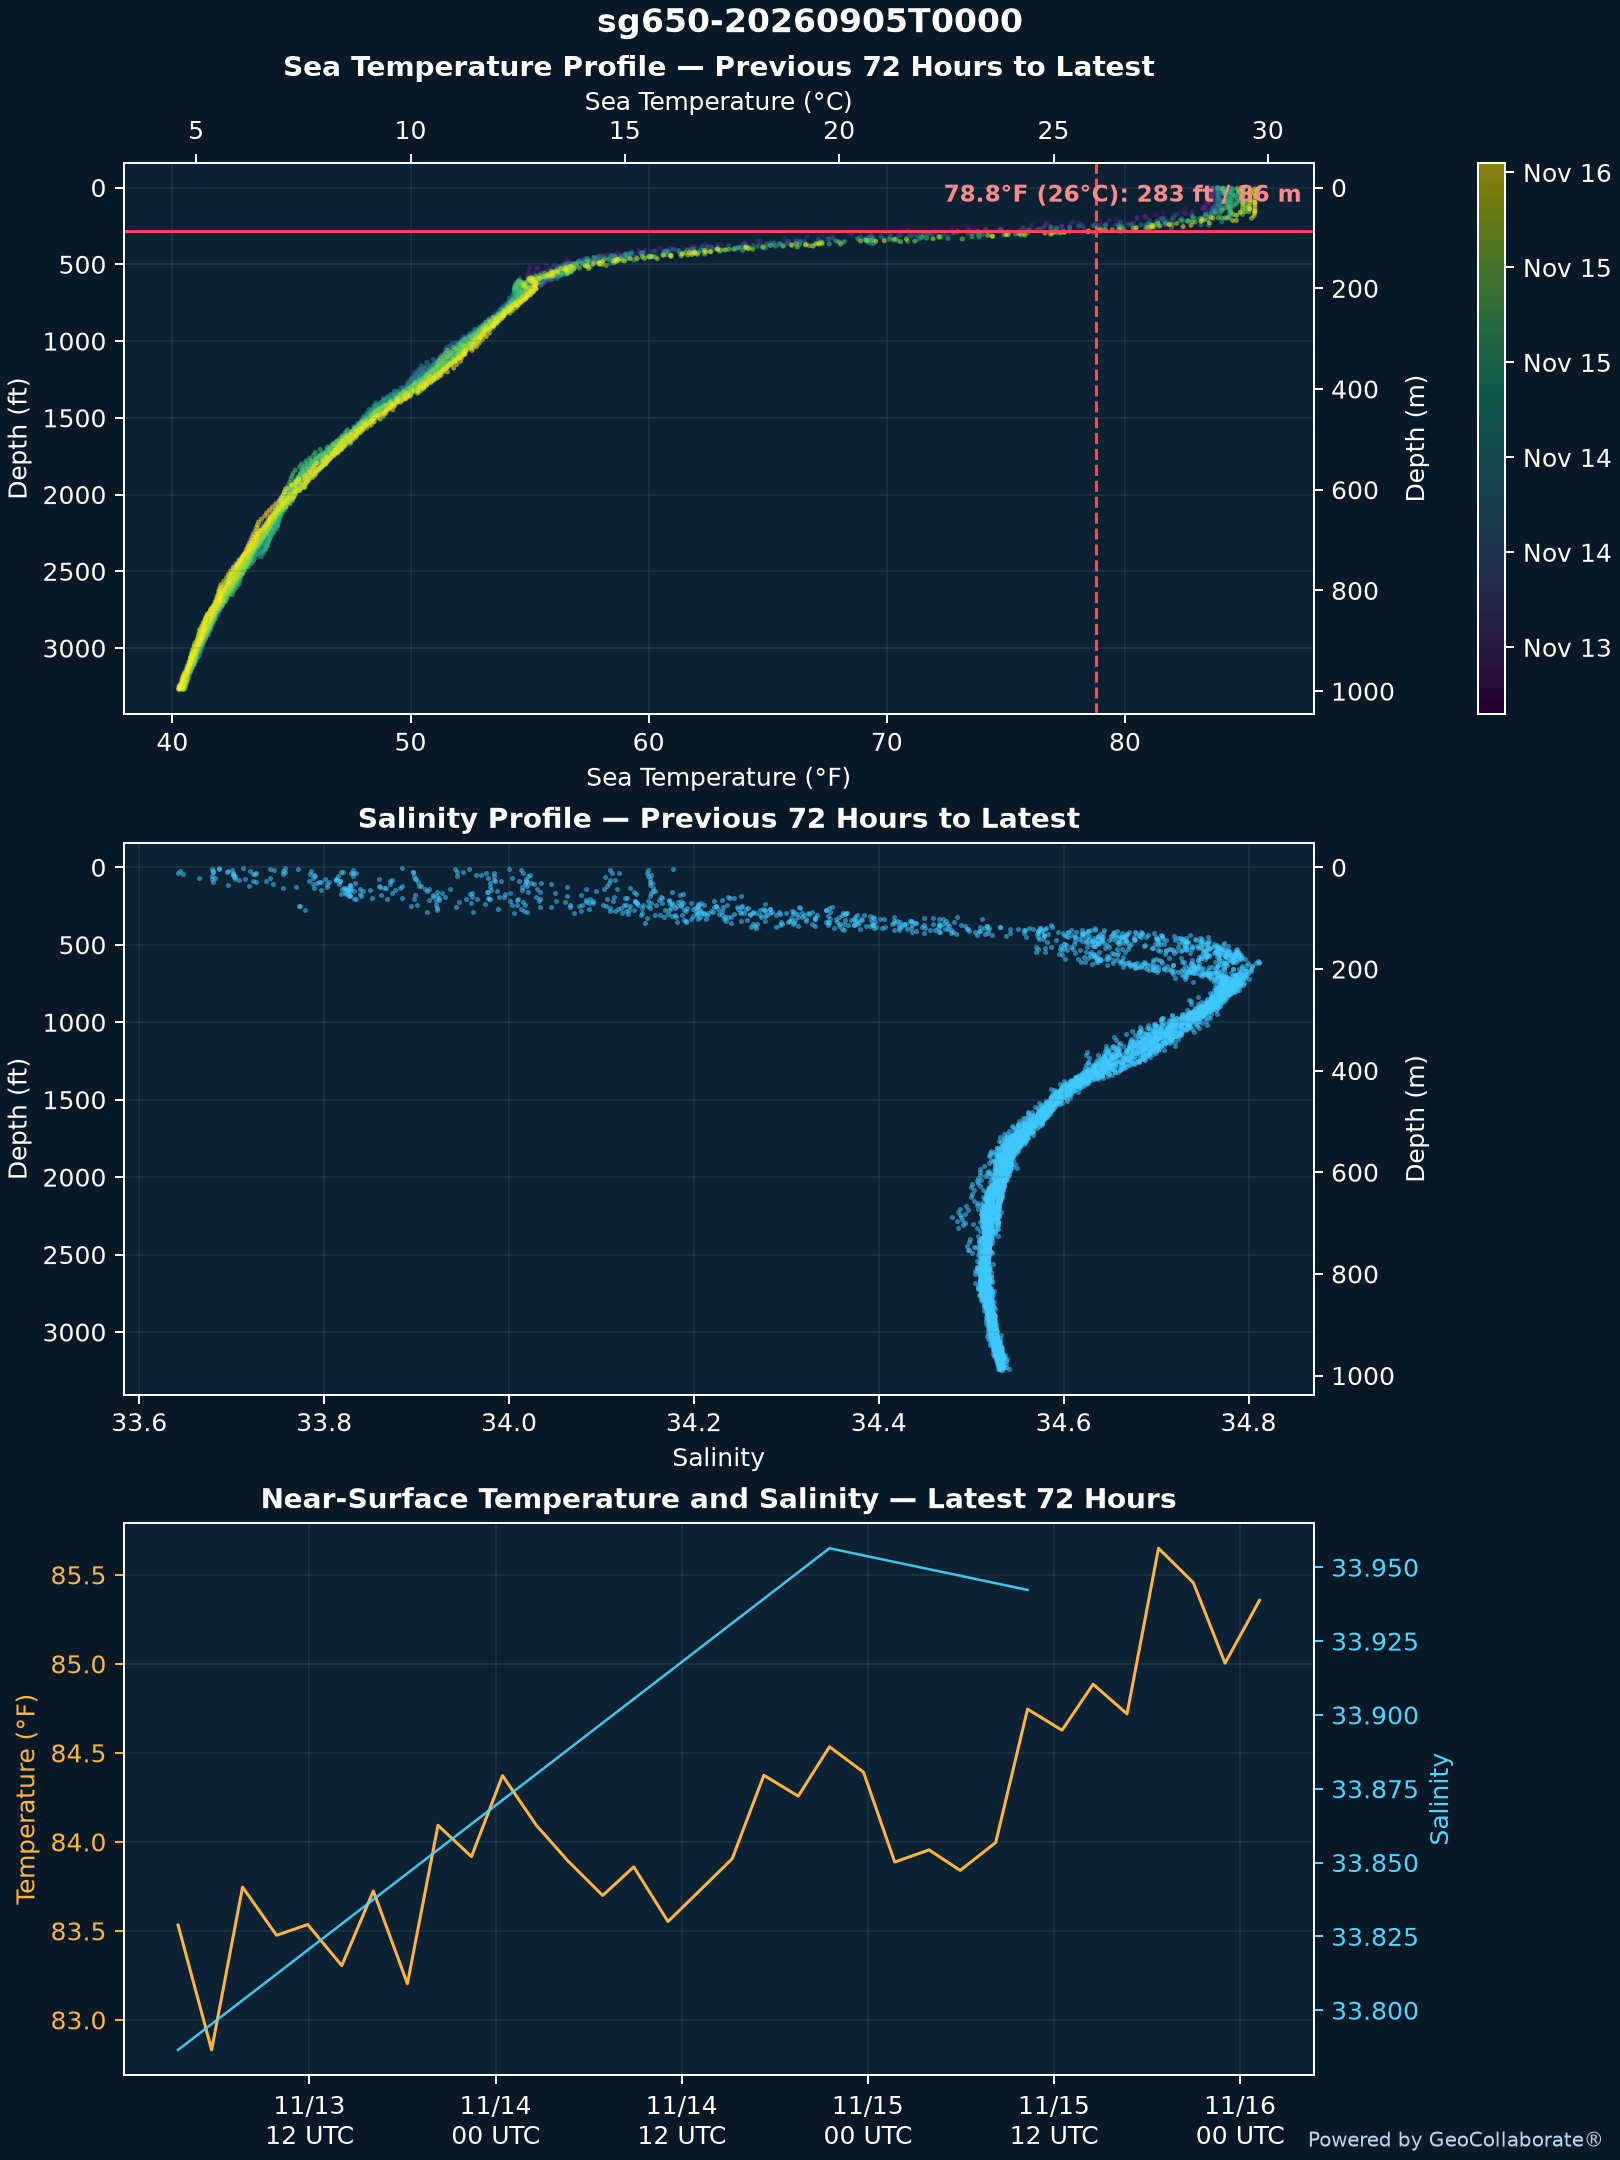 sg650-20260905T0000
Sea Temperature Profile — Previous 72 Hours to Latest
Sea Temperature (°C)
5 10 15 20 25 30
78.8°F (26°C): 283 ft / 86 m
0 500 1000 1500 2000 2500 3000
Depth (ft)
0 200 400 600 800 1000
Depth (m)
Nov 16
Nov 15
Nov 15
Nov 14
Nov 14
Nov 13
40 50 60 70 80
Sea Temperature (°F)
Salinity Profile — Previous 72 Hours to Latest
0 500 1000 1500 2000 2500 3000
Depth (ft)
0 200 400 600 800 1000
Depth (m)
33.6 33.8 34.0 34.2 34.4 34.6 34.8
Salinity
Near-Surface Temperature and Salinity — Latest 72 Hours
85.5 85.0 84.5 84.0 83.5 83.0
Temperature (°F)
33.950 33.925 33.900 33.875 33.850 33.825 33.800
Salinity
11/13 11/14 11/14 11/15 11/15 11/16
12 UTC 00 UTC 12 UTC 00 UTC 12 UTC 00 UTC
Powered by GeoCollaborate®